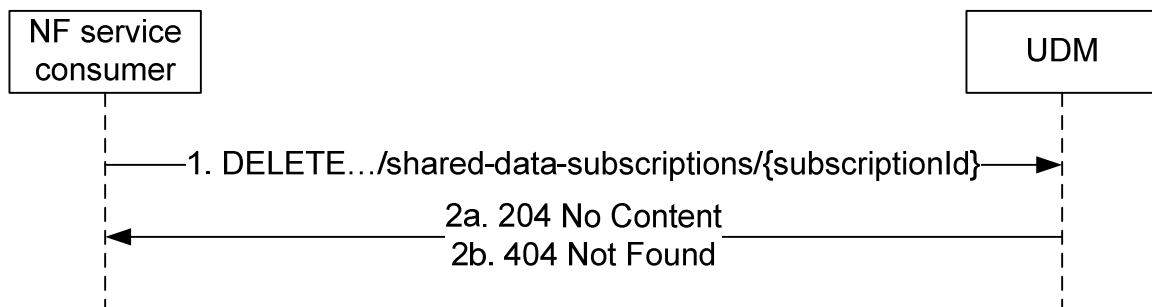 NF service
consumer
UDM
1. DELETE…/shared-data-subscriptions/{subscriptionId}
2a. 204 No Content
2b. 404 Not Found